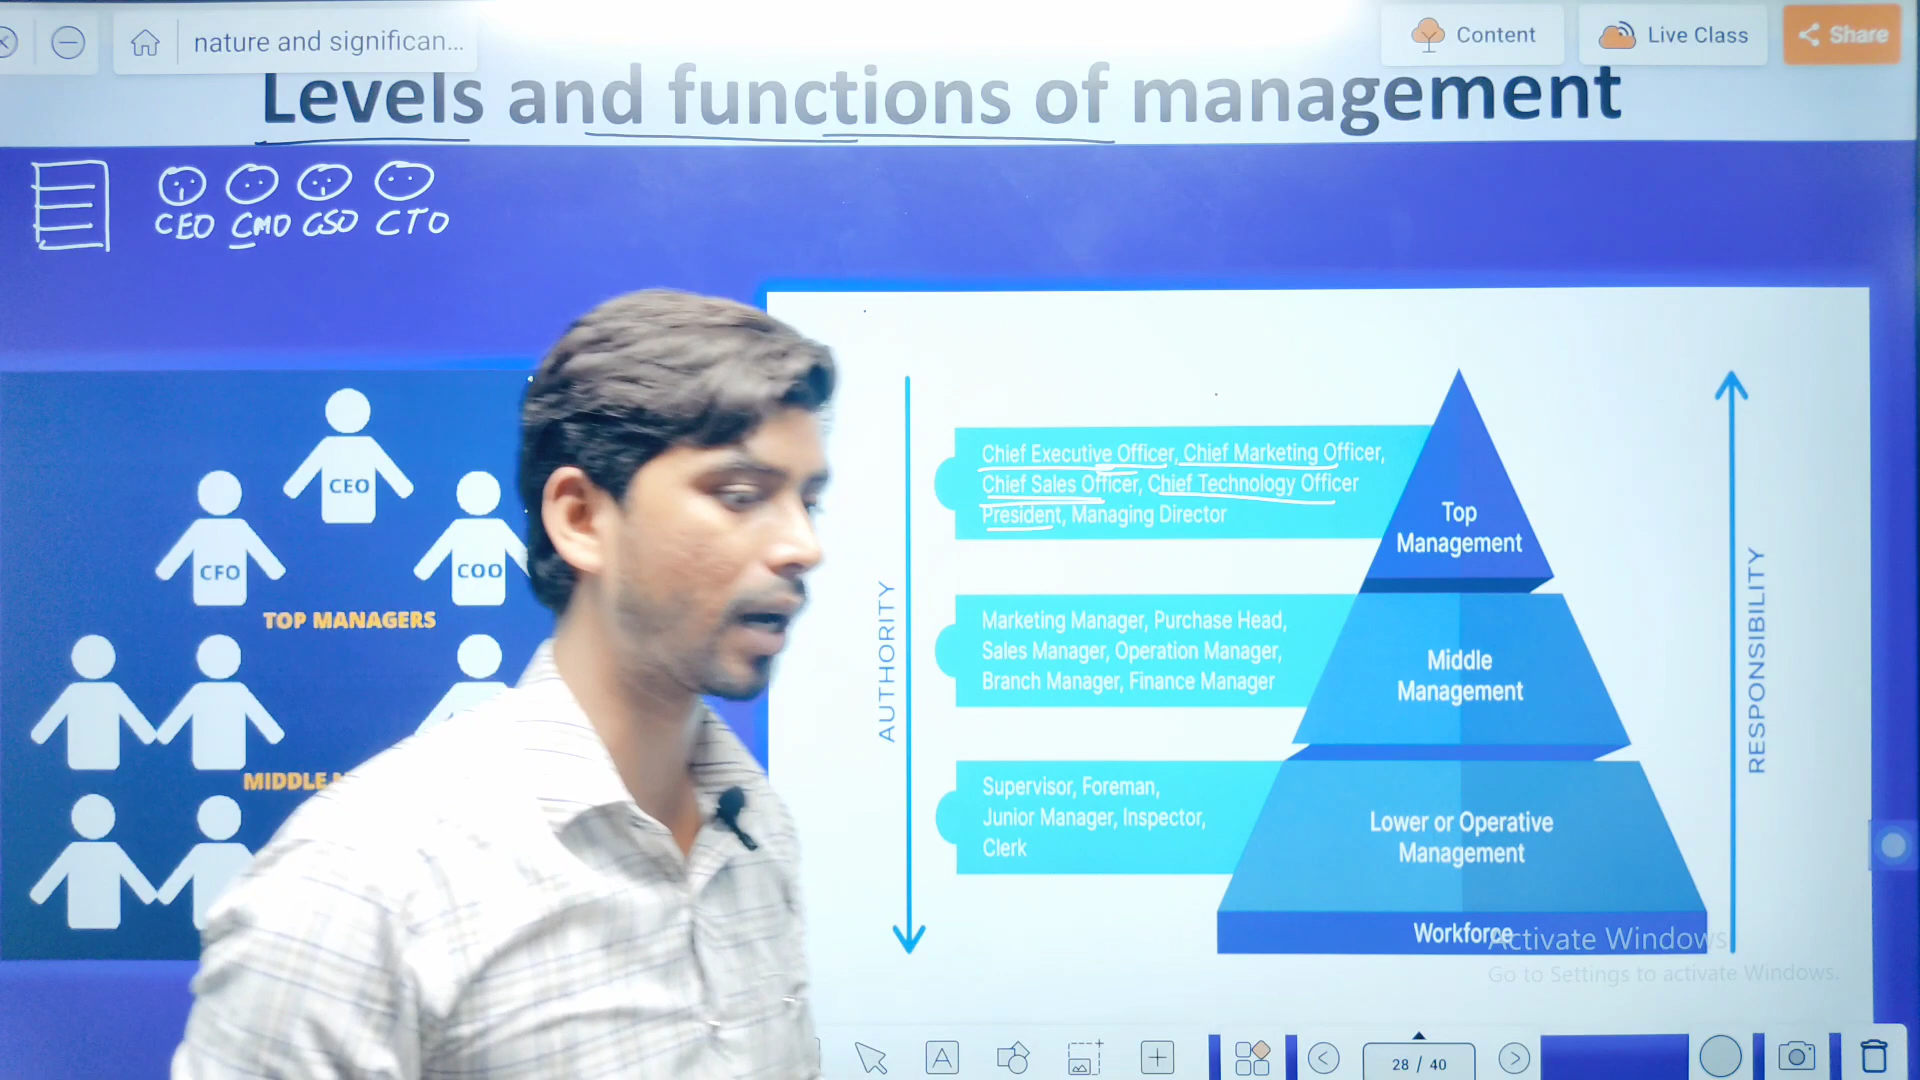 nature and significan...
Content
Live Class
Share
Levels and functions of management
CEO CMO CSO CTO
CEO
CFO
COO
TOP MANAGERS
MIDDLE
AUTHORITY
Chief Executive Officer, Chief Marketing Officer,
Chief Sales Officer, Chief Technology Officer
President, Managing Director
Top
Management
Marketing Manager, Purchase Head,
Sales Manager, Operation Manager,
Branch Manager, Finance Manager
Middle
Management
Supervisor, Foreman,
Junior Manager, Inspector,
Clerk
Lower or Operative
Management
Workforce
RESPONSIBILITY
Activate Windows
Go to Settings to activate Windows.
A
28 / 40